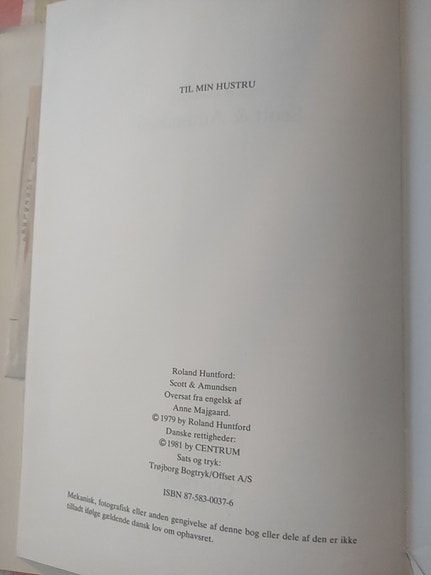 TIL MIN HUSTRU
Roland Huntford:
Scott & Amundsen
Oversat fra engelsk af
Anne Majgaard.
© 1979 by Roland Huntford
Danske rettigheder:
© 1981 by CENTRUM
Sats og tryk:
Trøjborg Bogtryk/Offset A/S
ISBN 87-583-0037-6
Mekanisk, fotografisk eller anden gengivelse af denne bog eller dele af den er ikke
tilladt ifølge gældende dansk lov om ophavsret.